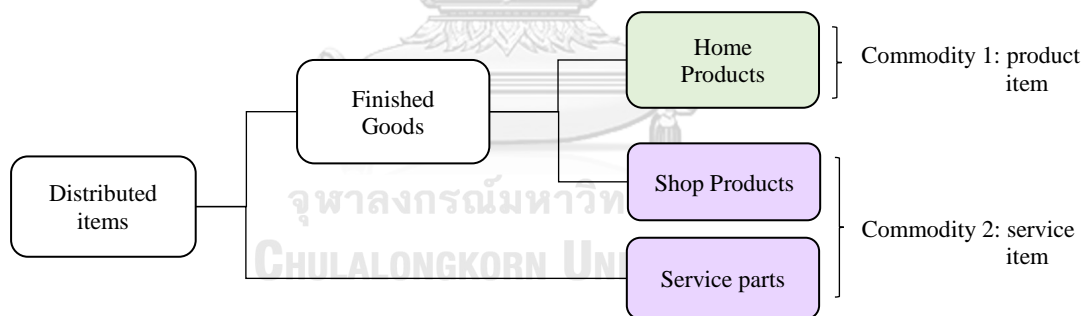 Home
Products
Commodity 1: product
item
Finished
Goods
Distributed
items
Shop Products
Commodity 2: service
item
Service parts
จุฬาลงกรณ์มหาวิท
CHULALONGKORN UN